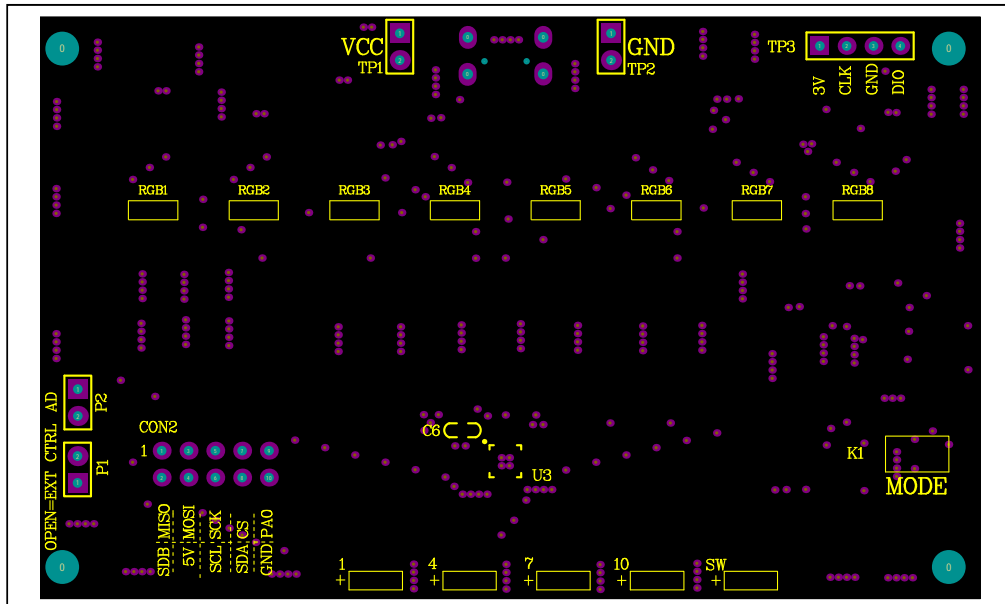 VCC
TP1
GND
TP2
TP3
3V
CLK
GND
DIO
RGB1
RGB2
RGB3
RGB4
RGB5
RGB6
RGB7
RGB8
OPEN=EXT CTRL AD
P2
P1
CON2
1
C6
U3
K1
MODE
SDB MISO
5V MOSI
SCL SCK
SDA CS
GND PA0
1
+
4
+
7
+
10
+
SW
+